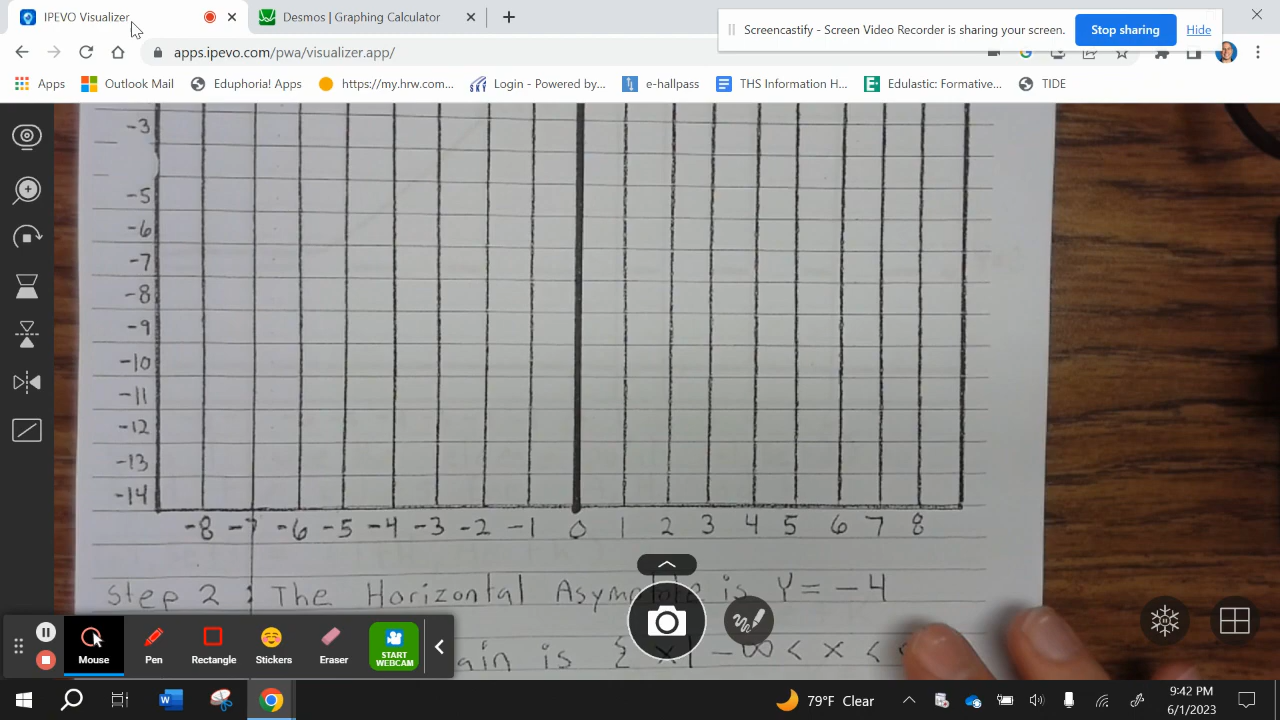 IPEVO Visualizer
Desmos | Graphing Calculator
Screencastify - Screen Video Recorder is sharing your screen.
Stop sharing
Hide
apps.ipevo.com/pwa/visualizer.app/
Apps
Outlook Mail
Eduphoria! Apps
https://my.hrw.com...
Login - Powered by...
e-hallpass
THS Information H...
Edulastic: Formative...
TIDE
-3
-5
-6
-7
-8
-9
-10
-11
-12
-13
-14
-8 -7 -6 -5 -4 -3 -2 -1 0 1 2 3 4 5 6 7 8
Step 2: The Horizontal Asymptote is Y = -4
is { x| -∞ < x <
Mouse
Pen
Rectangle
Stickers
Eraser
START WEBCAM
79°F Clear
9:42 PM
6/1/2023